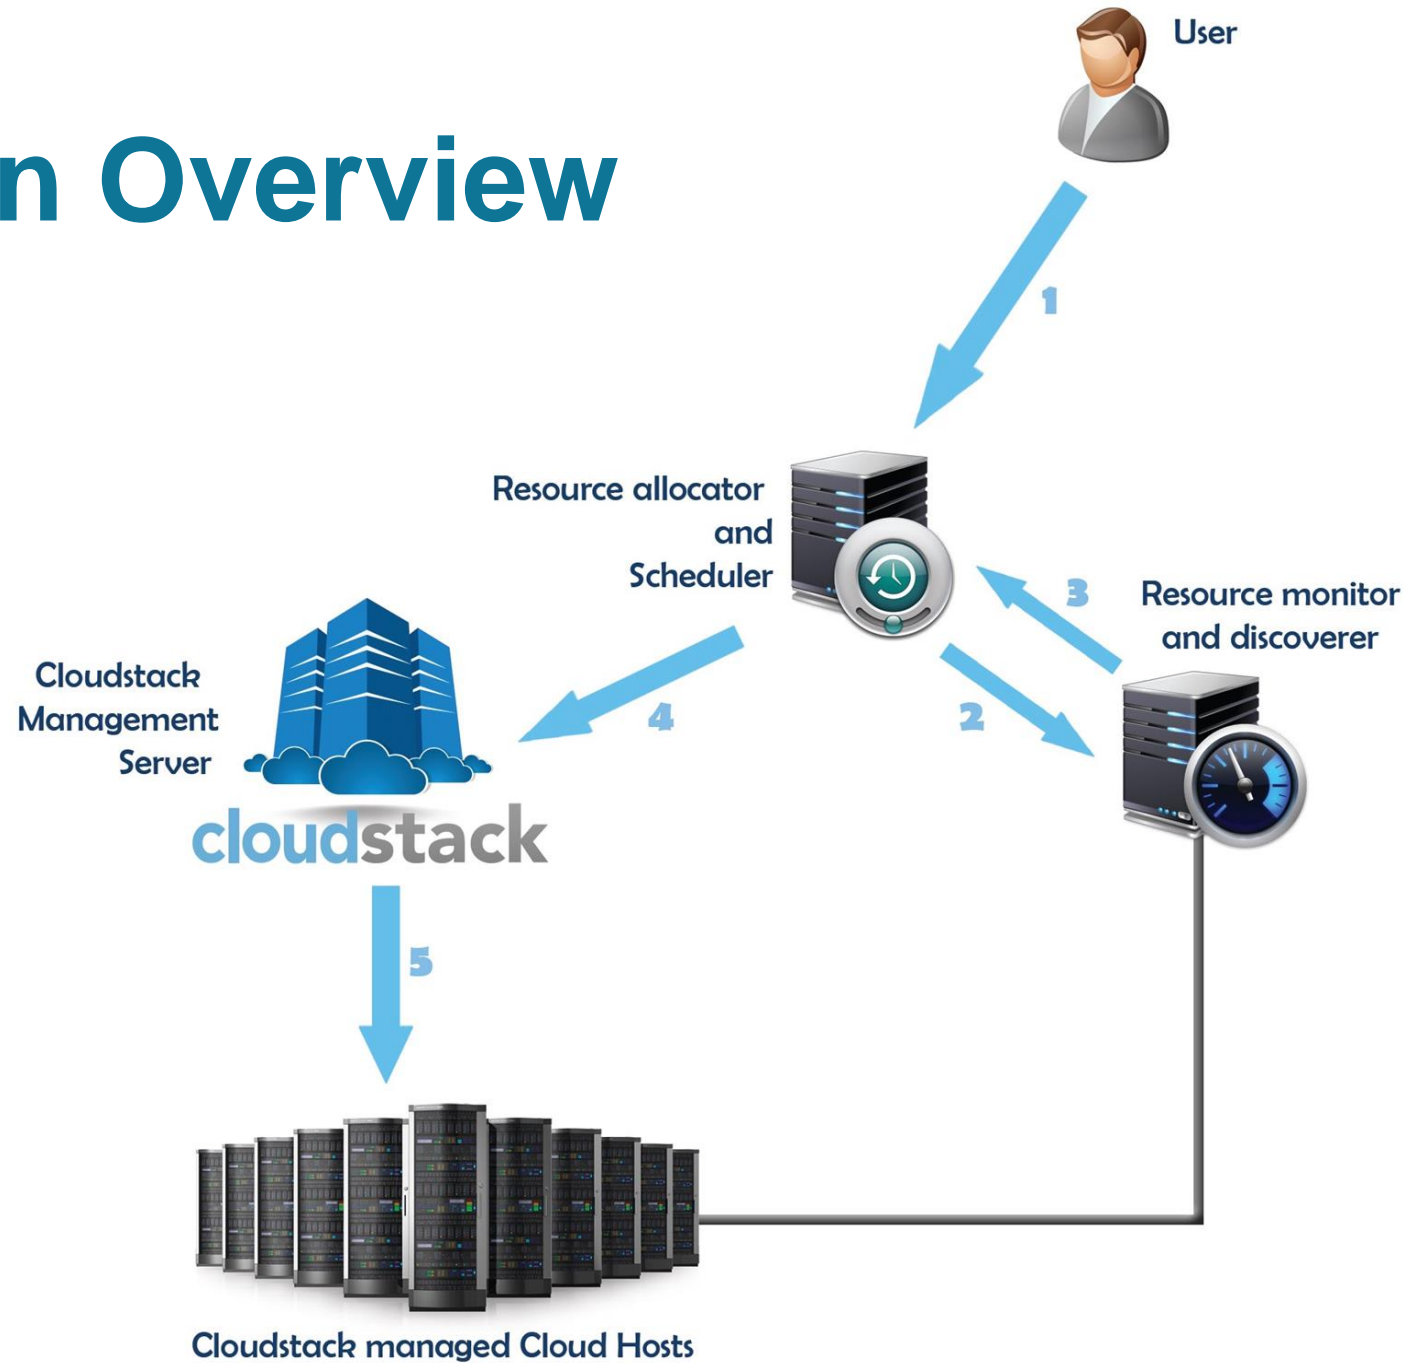 User
n Overview
1
Resource allocator
and
Scheduler
3
Resource monitor
and discoverer
Cloudstack
Management
Server
4
2
cloudstack
5
Cloudstack managed Cloud Hosts